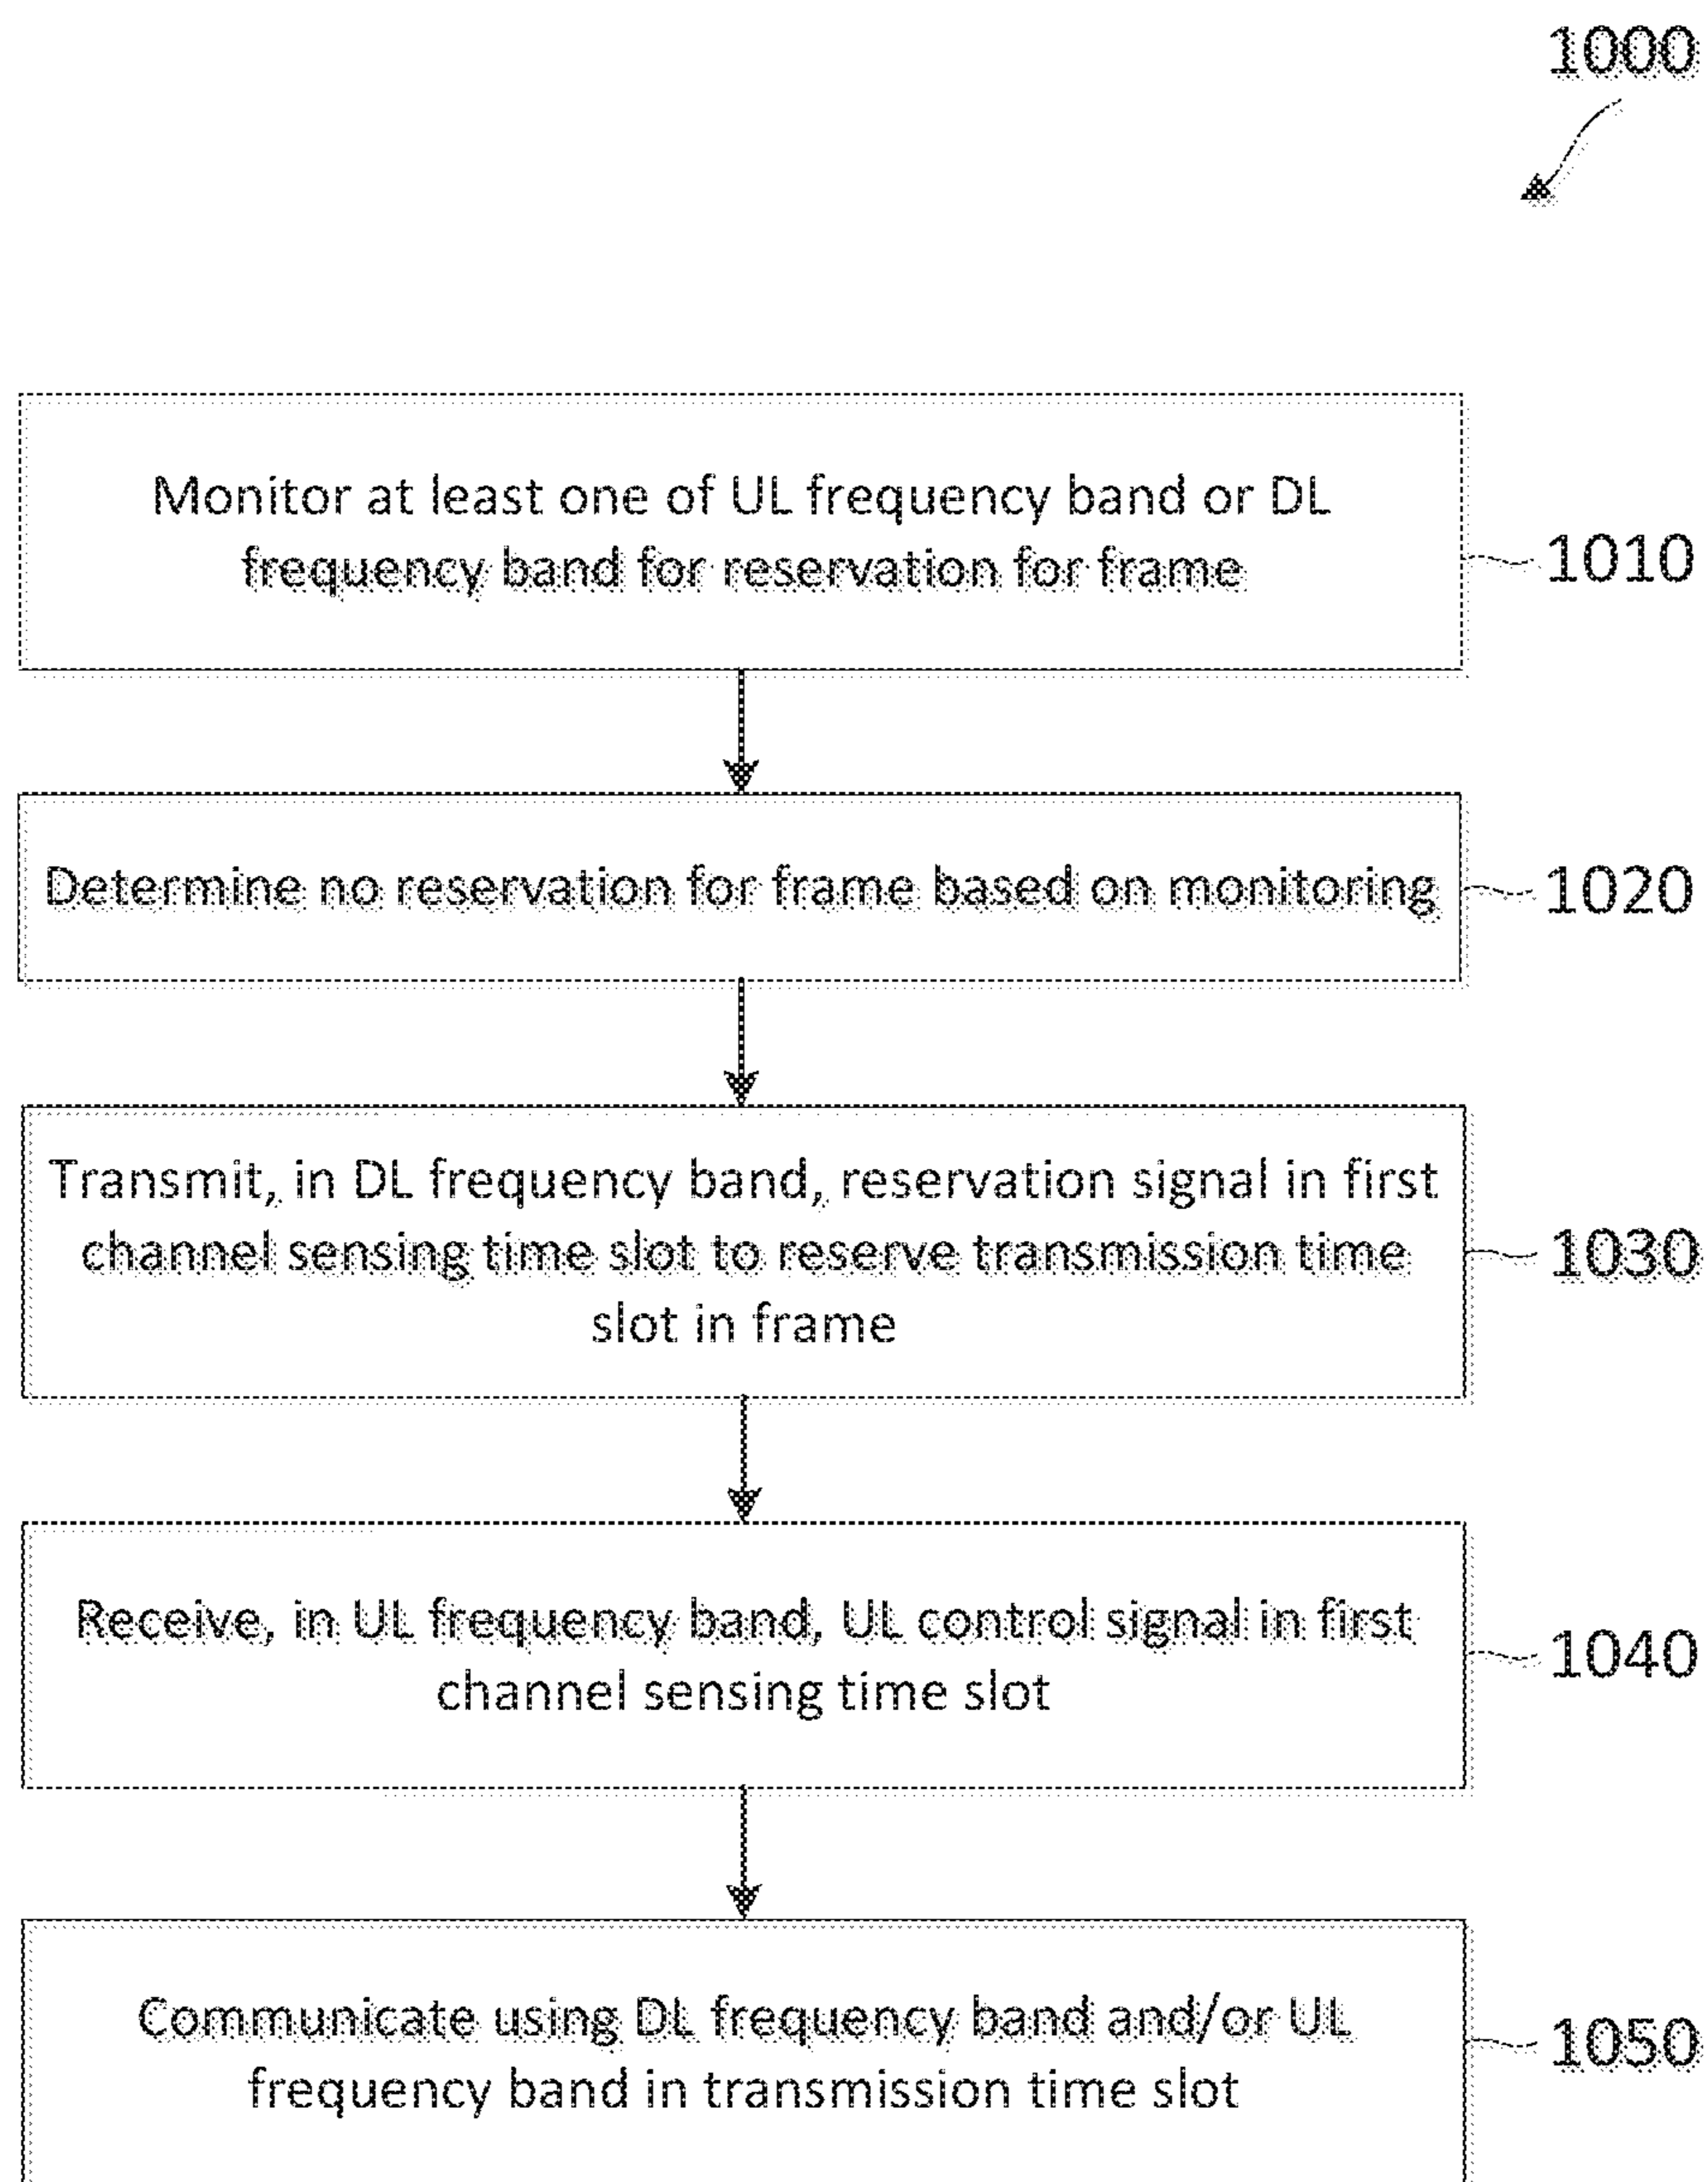 1000
Monitor at least one of UL frequency band or DL
frequency band for reservation for frame
1010
Determine no reservation for frame based on monitoring
1020
Transmit, in DL frequency band, reservation signal in first
channel sensing time slot to reserve transmission time
slot in frame
1030
Receive, in UL frequency band, UL control signal in first
channel sensing time slot
1040
Communicate using DL frequency band and/or UL
frequency band in transmission time slot
1050